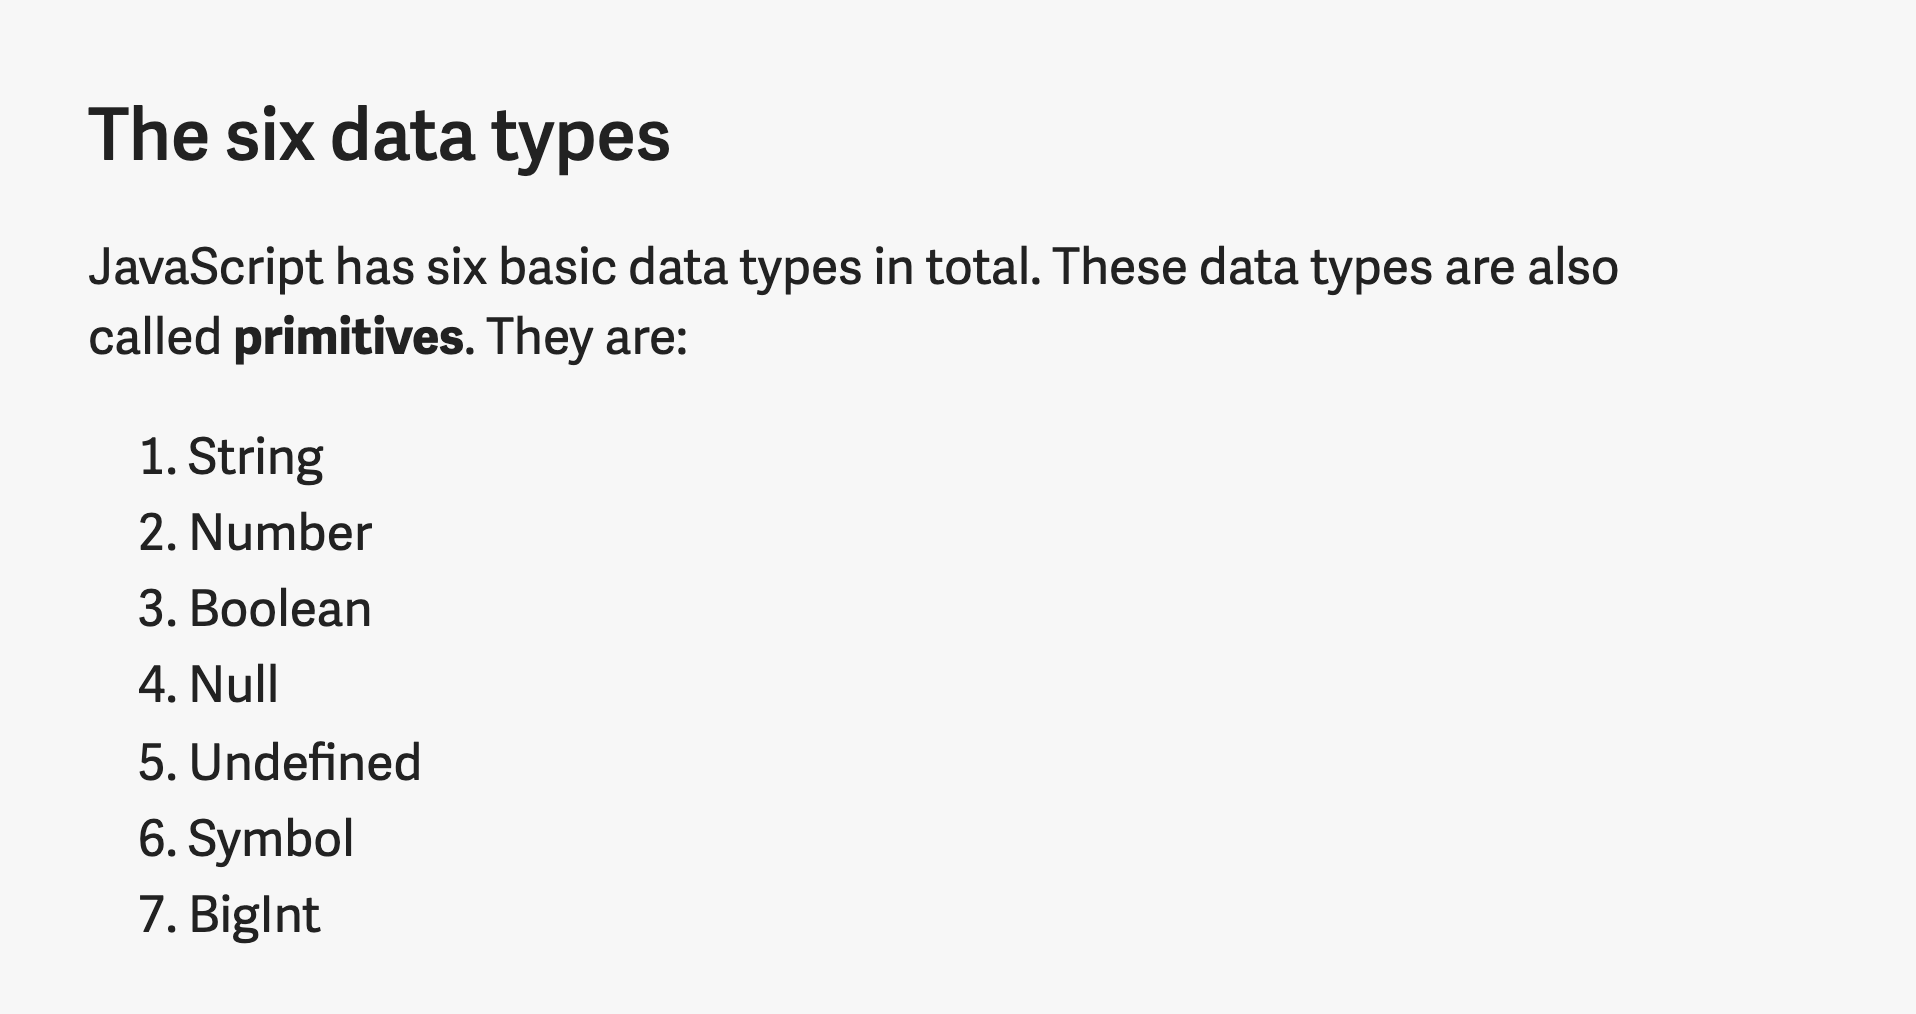 The six data types
JavaScript has six basic data types in total. These data types are also
called primitives. They are:
1. String
2. Number
3. Boolean
4. Null
5. Undefined
6. Symbol
7. BigInt